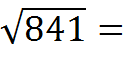 √841 =